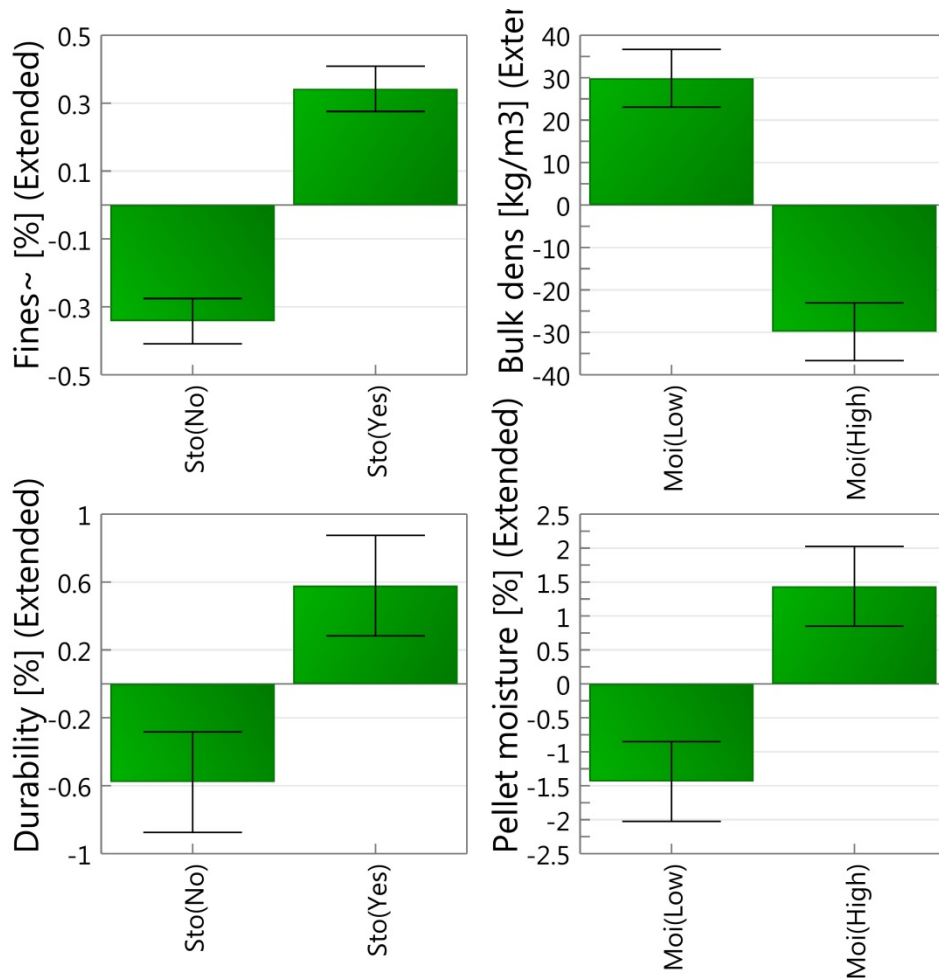 Fines~ [%] (Extended)
0.5
0.3
0.1
-0.1
-0.3
-0.5
Sto(No)
Sto(Yes)
Bulk dens [kg/m3] (Exter
40
30
20
10
0
-10
-20
-30
-40
Moi(Low)
Moi(High)
Durability [%] (Extended)
1
0.6
0.2
-0.2
-0.6
-1
Sto(No)
Sto(Yes)
Pellet moisture [%] (Extended)
2.5
2
1.5
1
0.5
0
-0.5
-1
-1.5
-2
-2.5
Moi(Low)
Moi(High)